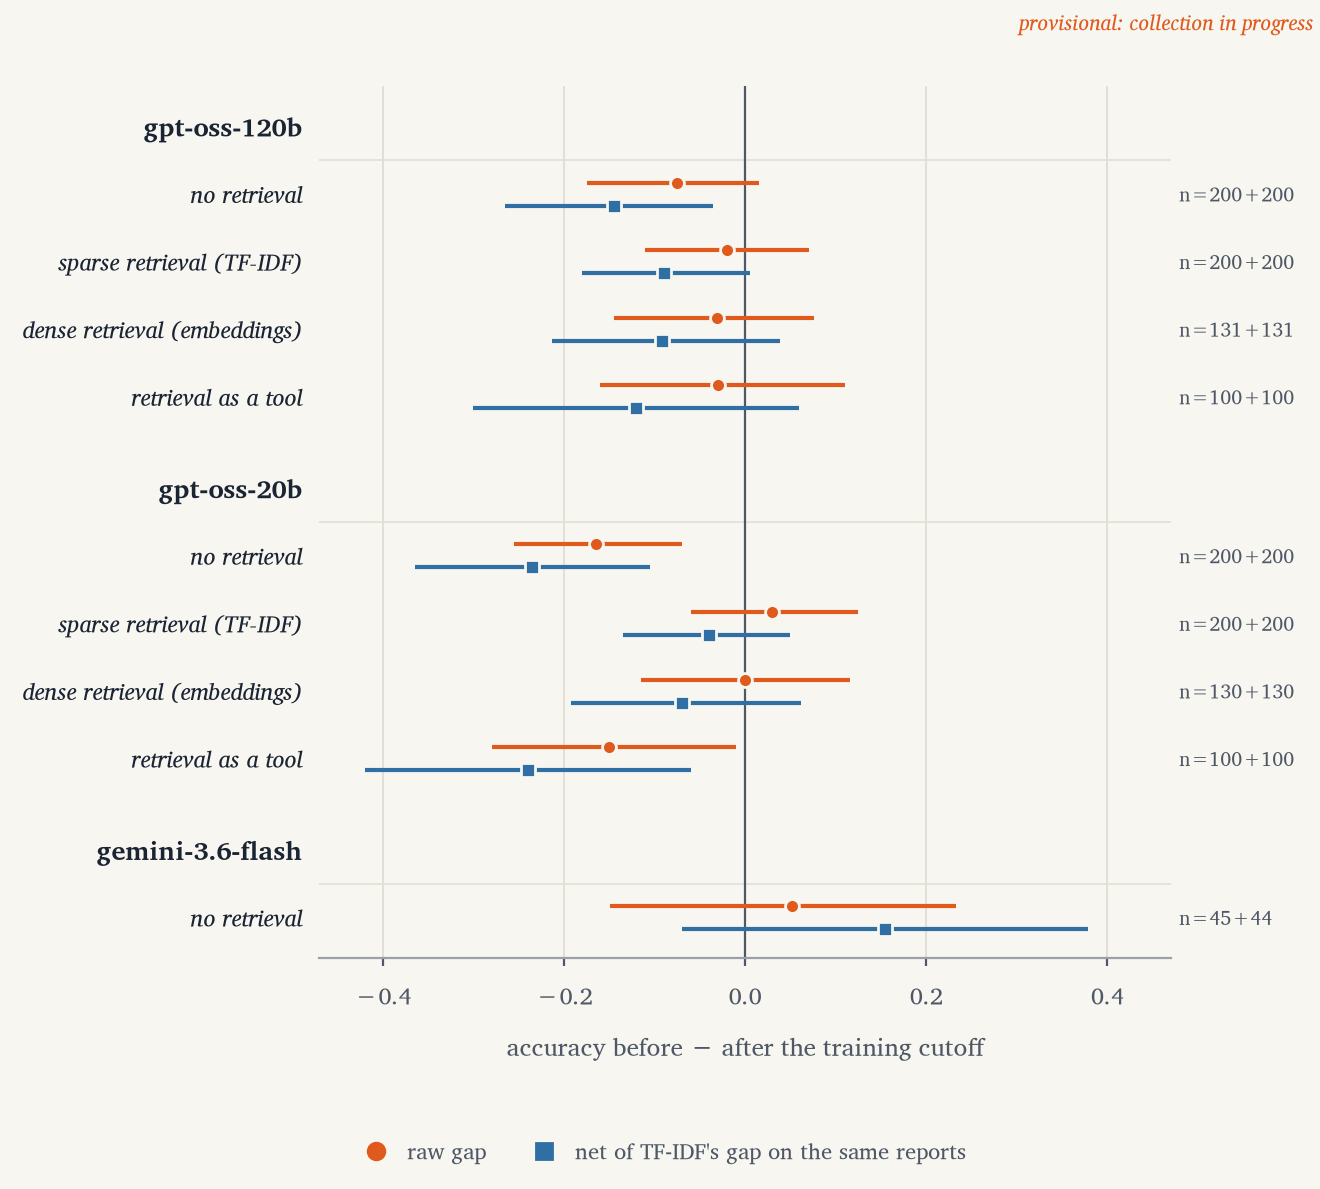 provisional: collection in progress
gpt-oss-120b
no retrieval n=200+200
sparse retrieval (TF-IDF) n=200+200
dense retrieval (embeddings) n=131+131
retrieval as a tool n=100+100
gpt-oss-20b
no retrieval n=200+200
sparse retrieval (TF-IDF) n=200+200
dense retrieval (embeddings) n=130+130
retrieval as a tool n=100+100
gemini-3.6-flash
no retrieval n=45+44
−0.4 −0.2 0.0 0.2 0.4
accuracy before − after the training cutoff
raw gap net of TF-IDF's gap on the same reports